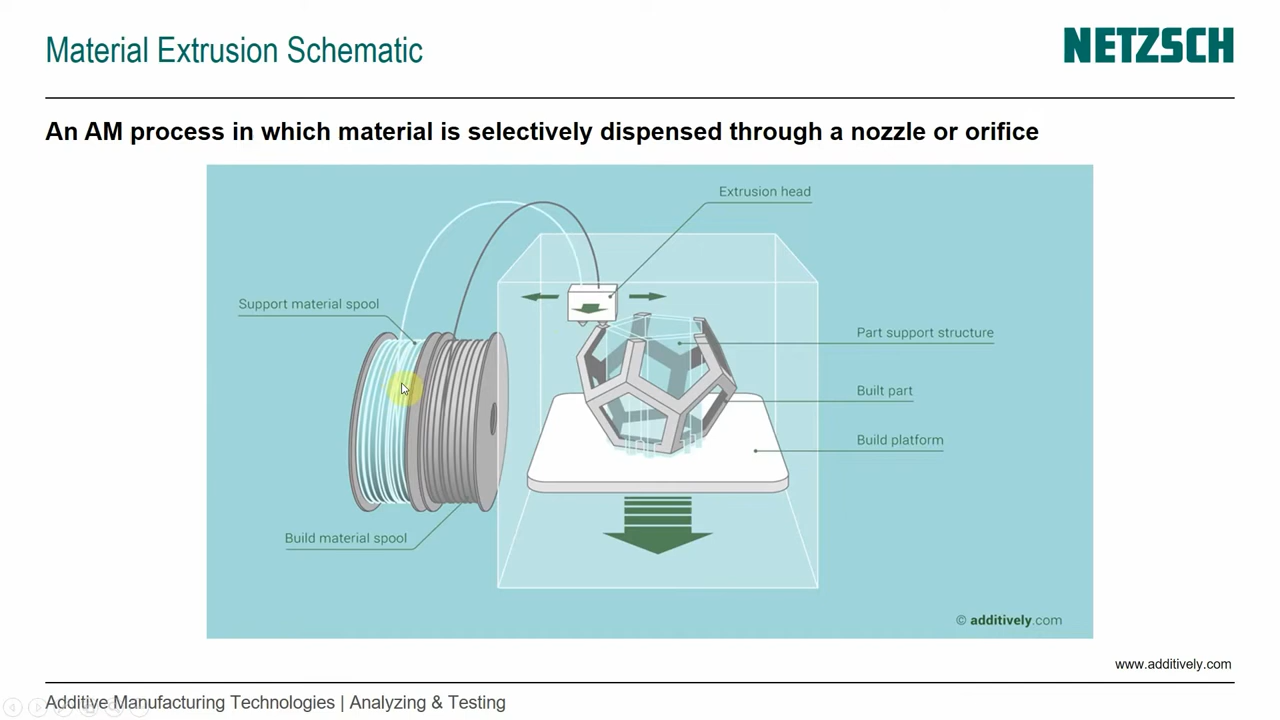 Material Extrusion Schematic
NETZSCH
An AM process in which material is selectively dispensed through a nozzle or orifice
Extrusion head
Support material spool
Part support structure
Built part
Build platform
Build material spool
© additively.com
www.additively.com
Additive Manufacturing Technologies | Analyzing & Testing